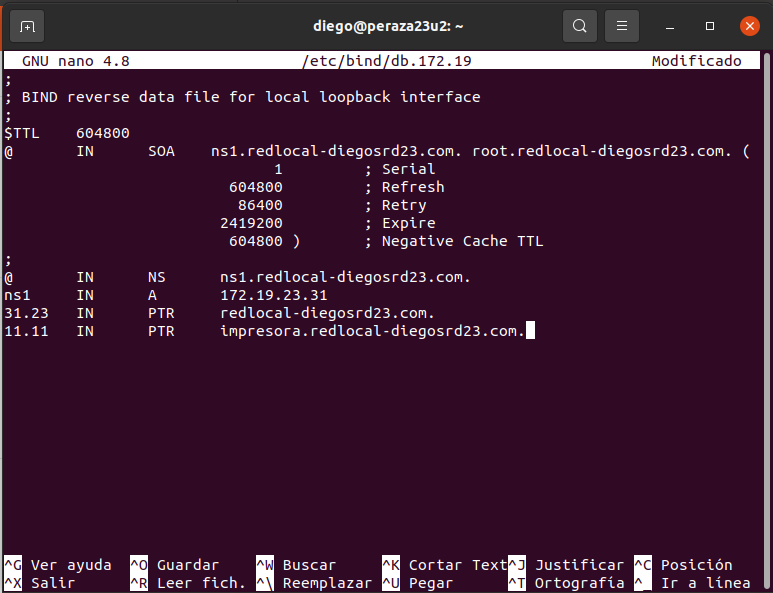 diego@peraza23u2: ~
GNU nano 4.8 /etc/bind/db.172.19 Modificado
;
; BIND reverse data file for local loopback interface
;
$TTL 604800
@ IN SOA ns1.redlocal-diegosrd23.com. root.redlocal-diegosrd23.com. (
1 ; Serial
604800 ; Refresh
86400 ; Retry
2419200 ; Expire
604800 ) ; Negative Cache TTL
;
@ IN NS ns1.redlocal-diegosrd23.com.
ns1 IN A 172.19.23.31
31.23 IN PTR redlocal-diegosrd23.com.
11.11 IN PTR impresora.redlocal-diegosrd23.com.
^G Ver ayuda ^O Guardar ^W Buscar ^K Cortar Text ^J Justificar ^C Posición
^X Salir ^R Leer fich. ^\ Reemplazar ^U Pegar ^T Ortografía ^_ Ir a línea